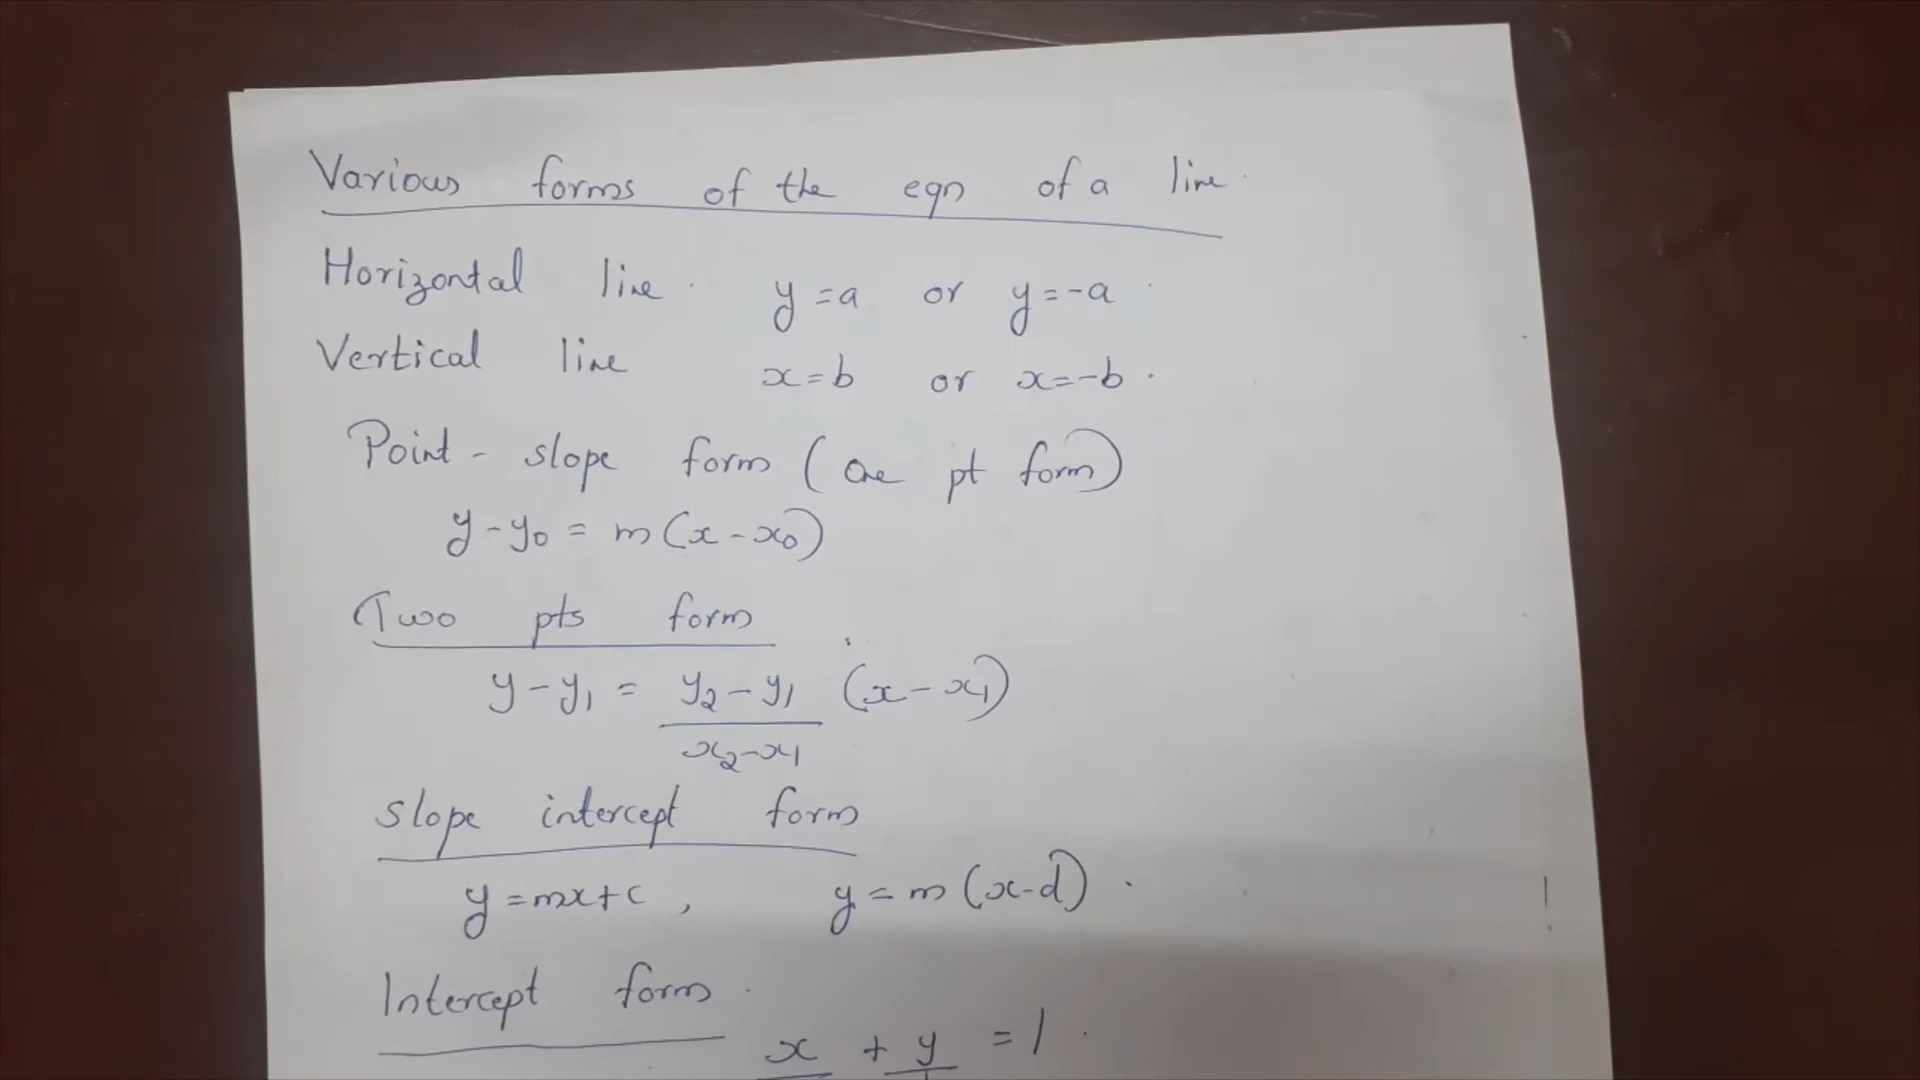 Various forms of the eqn of a line
Horizontal line. y = a or y = -a
Vertical line x = b or x = -b.
Point - slope form (One pt form)
y - y₀ = m(x - x₀)
Two pts form
y - y₁ = y₂ - y₁ (x - x₁)
x₂ - x₁
Slope intercept form
y = mx + c, y = m(x - d).
Intercept form.
x + y = 1.